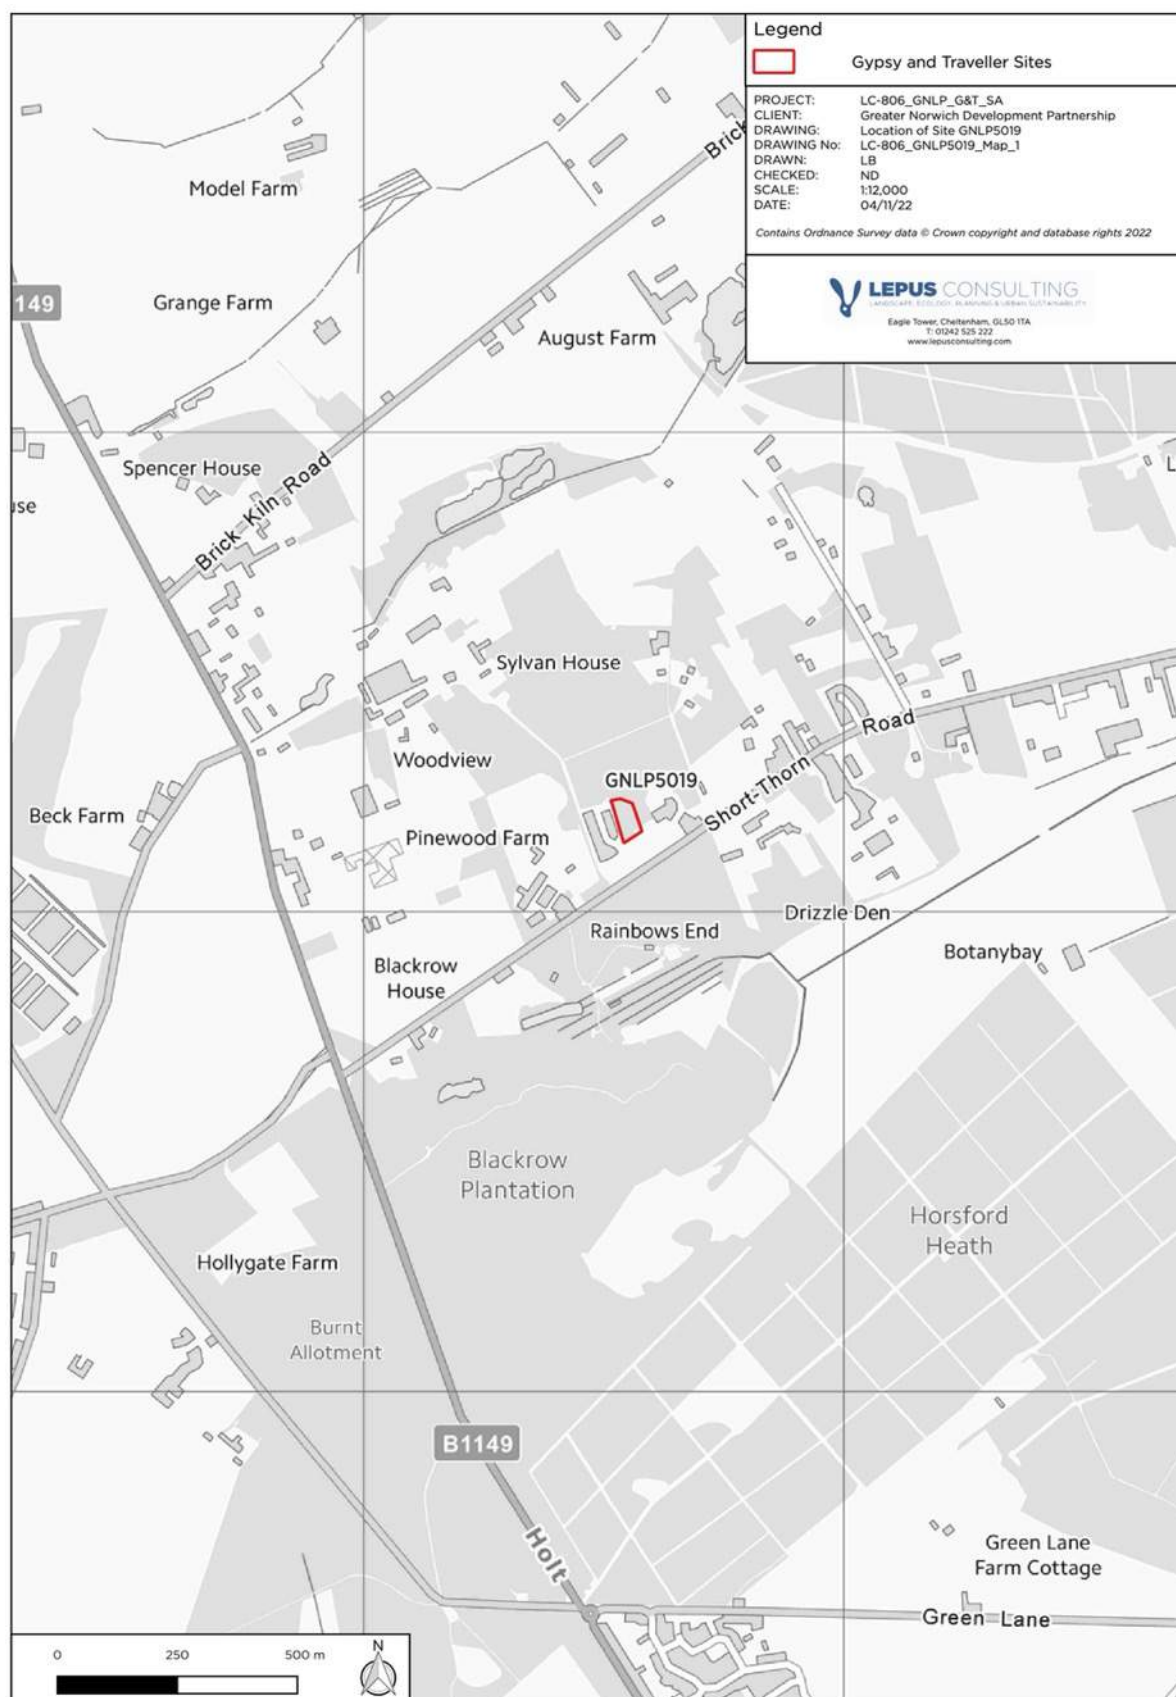 Legend
Gypsy and Traveller Sites
PROJECT: LC-806_GNLP_G&T_SA
CLIENT: Greater Norwich Development Partnership
DRAWING: Location of Site GNLP5019
DRAWING No: LC-806_GNLP5019_Map_1
DRAWN: LB
CHECKED: ND
SCALE: 1:12,000
DATE: 04/11/22
Contains Ordnance Survey data © Crown copyright and database rights 2022
LEPUS CONSULTING
LANDSCAPE, ECOLOGY, PLANNING & URBAN SUSTAINABILITY
Eagle Tower, Cheltenham, GL50 1TA
T: 01242 525 222
www.lepusconsulting.com
Brick
Model Farm
149
Grange Farm
August Farm
Spencer House
Brick Kiln Road
L
use
Sylvan House
Road
Woodview
GNLP5019
Short-Thorn
Beck Farm
Pinewood Farm
Drizzle Den
Rainbows End
Botanybay
Blackrow
House
Blackrow
Plantation
Horsford
Heath
Hollygate Farm
Burnt
Allotment
B1149
Holt
Green Lane
Farm Cottage
Green Lane
0 250 500 m
N